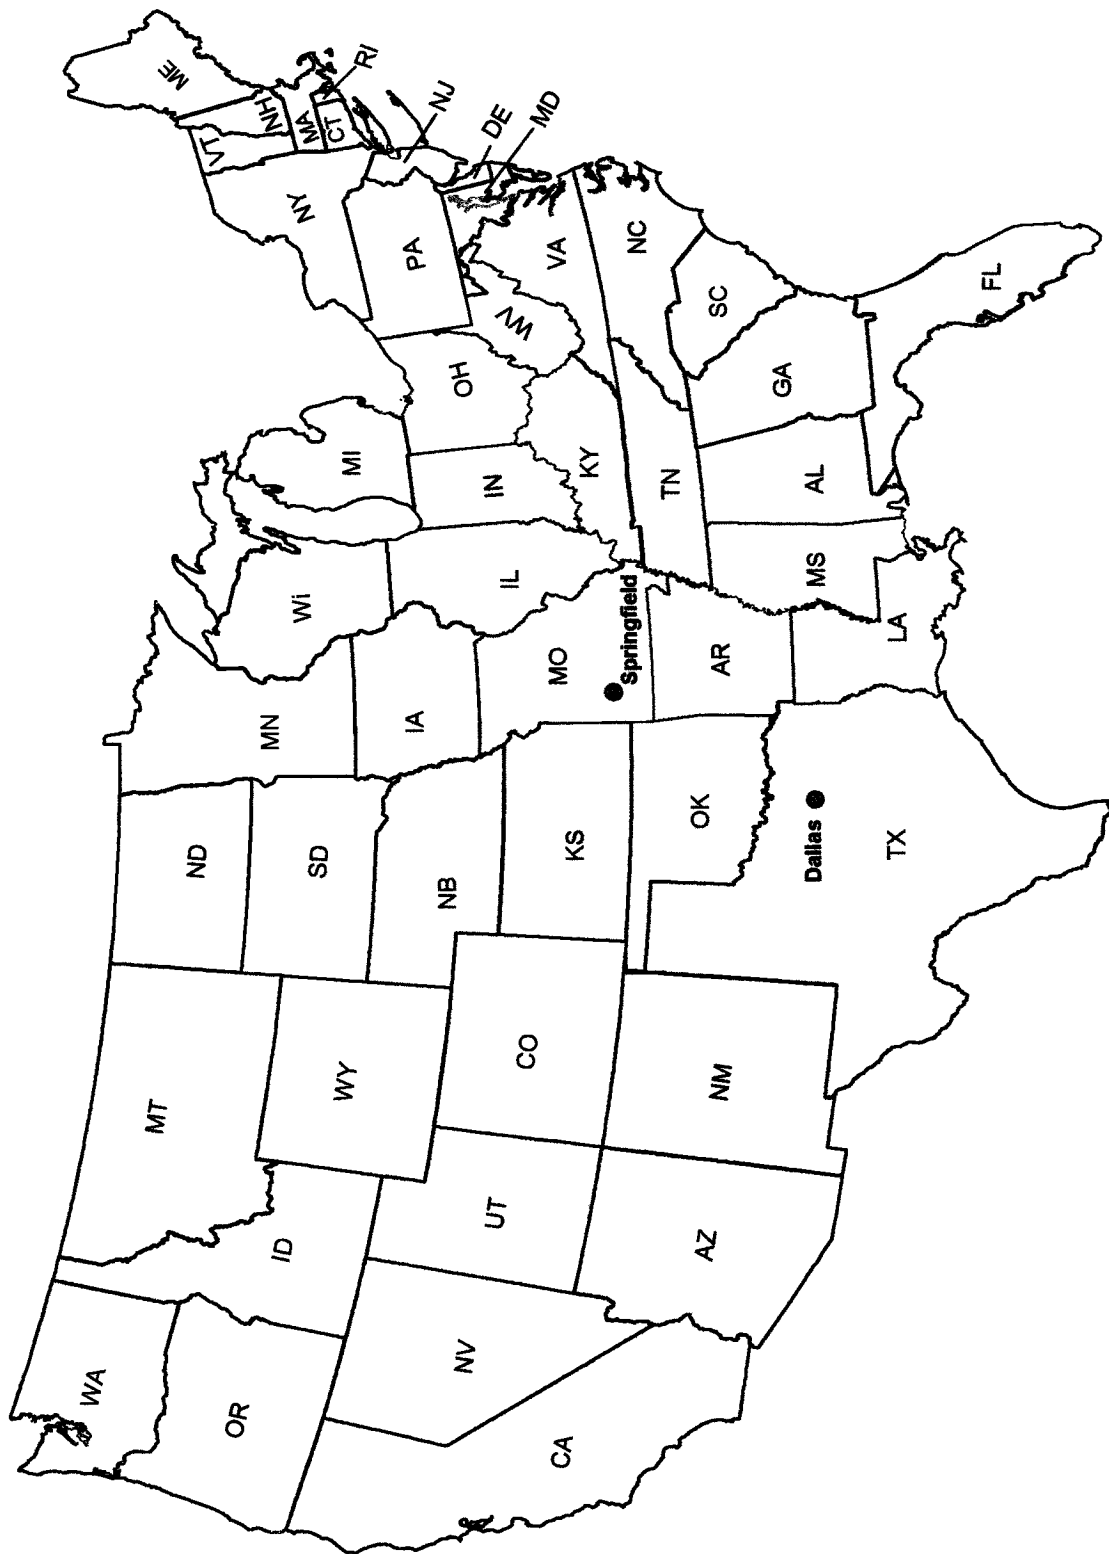 WA
OR
CA
NV
ID
MT
WY
UT
AZ
CO
NM
ND
SD
NB
KS
OK
TX
Dallas
MN
IA
MO
Springfield
AR
LA
Wi
IL
MS
MI
IN
KY
TN
AL
OH
WV
GA
FL
SC
NC
VA
PA
NY
VT
NH
ME
MA
CT
RI
NJ
DE
MD